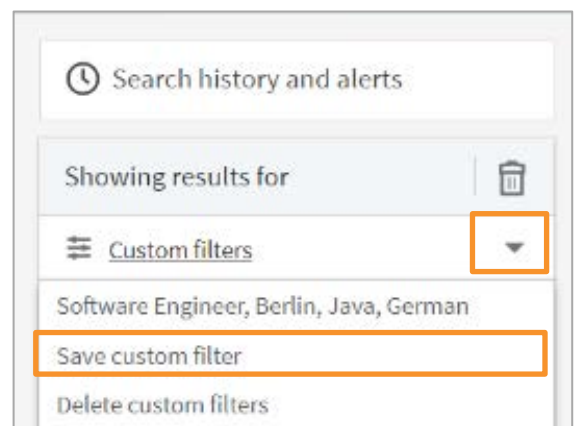 Search history and alerts
Showing results for
Custom filters
Software Engineer, Berlin, Java, German
Save custom filter
Delete custom filters